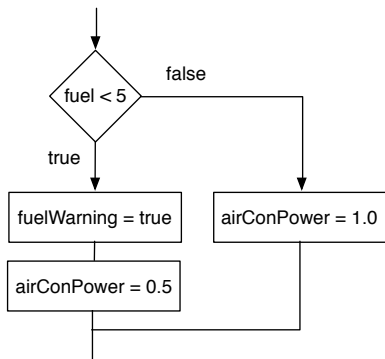 fuel < 5
false
true
fuelWarning = true
airConPower = 1.0
airConPower = 0.5